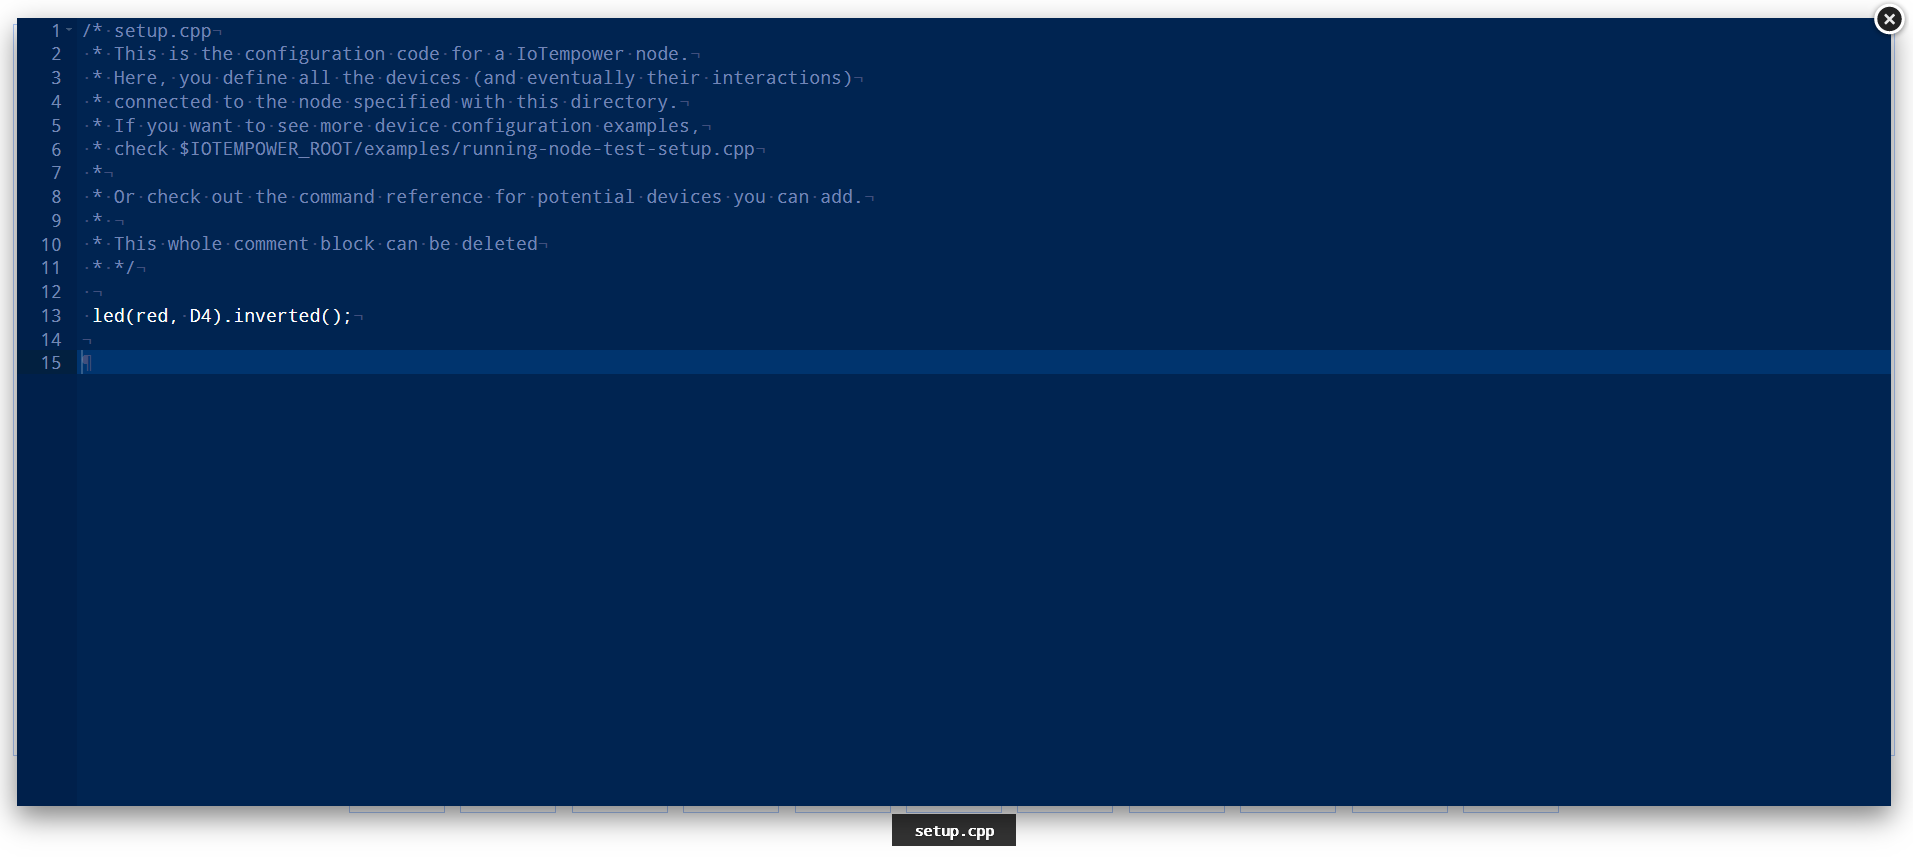 1 /* setup.cpp¬
2  * This is the configuration code for a IoTempower node. ¬
3  * Here, you define all the devices (and eventually their interactions)¬
4  * connected to the node specified with this directory. ¬
5  * If you want to see more device configuration examples,¬
6  * check $IOTEMPOWER_ROOT/examples/running-node-test-setup.cpp¬
7  *¬
8  * Or check out the command reference for potential devices you can add. ¬
9  * ¬
10  * This whole comment block can be deleted¬
11  * */¬
12  ¬
13  led(red, D4).inverted();¬
14 ¬
15 ¶
setup.cpp